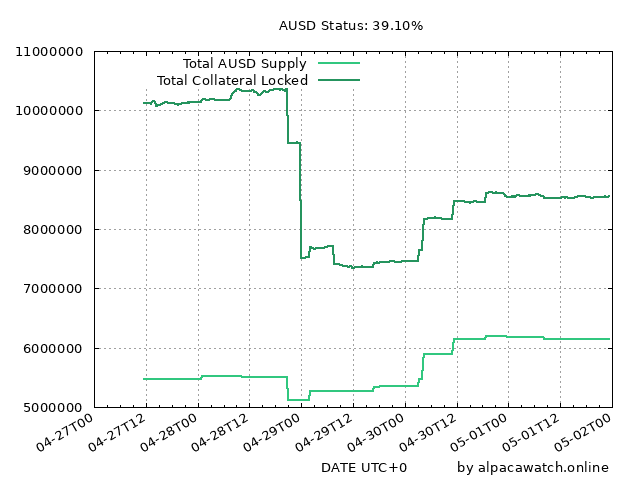 AUSD Status: 39.10%
11000000
Total AUSD Supply
Total Collateral Locked
10000000
9000000
8000000
7000000
6000000
5000000
04-27T00
04-27T12
04-28T00
04-28T12
04-29T00
04-29T12
04-30T00
04-30T12
05-01T00
05-01T12
05-02T00
DATE UTC+0
by alpacawatch.online